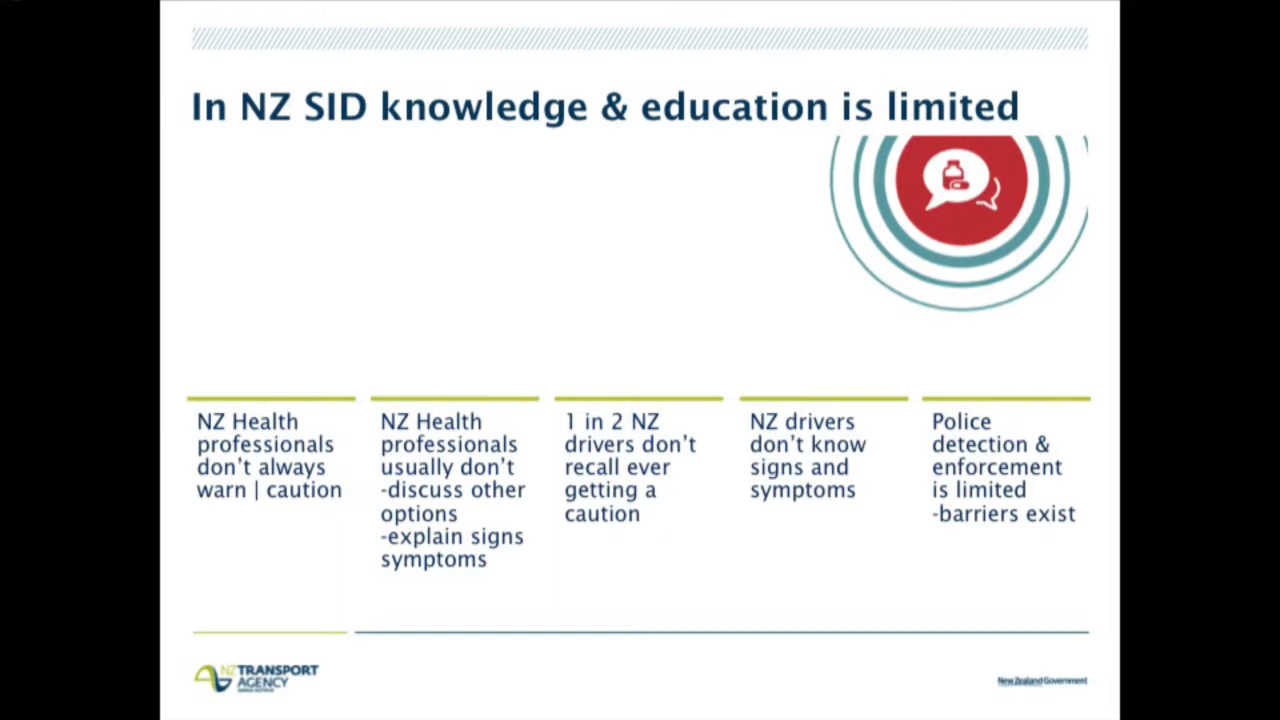 In NZ SID knowledge & education is limited
NZ Health
professionals
don't always
warn | caution
NZ Health
professionals
usually don't
-discuss other
options
-explain signs
symptoms
1 in 2 NZ
drivers don't
recall ever
getting a
caution
NZ drivers
don't know
signs and
symptoms
Police
detection &
enforcement
is limited
-barriers exist
NZTRANSPORT
AGENCY
New Zealand Government